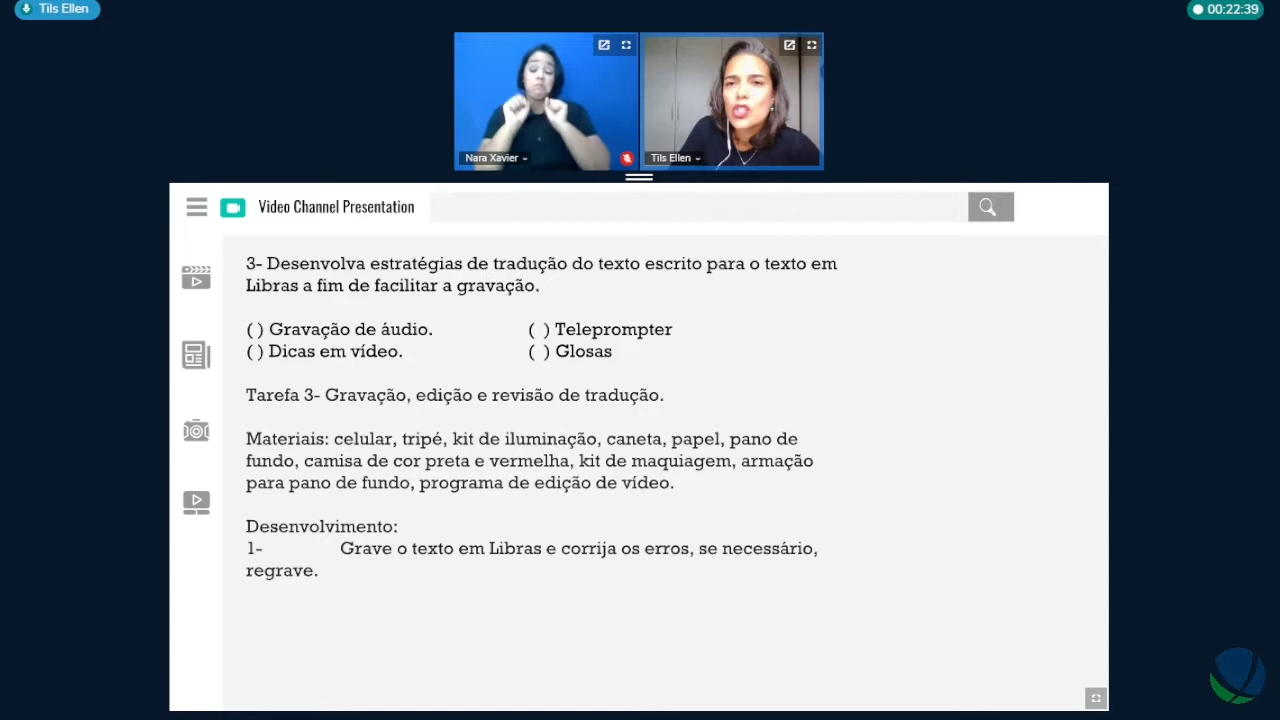 Tils Ellen
00:22:39
Nara Xavier
Tils Ellen
Video Channel Presentation
3- Desenvolva estratégias de tradução do texto escrito para o texto em
Libras a fim de facilitar a gravação.
( ) Gravação de áudio. ( ) Teleprompter
( ) Dicas em vídeo. ( ) Glosas
Tarefa 3- Gravação, edição e revisão de tradução.
Materiais: celular, tripé, kit de iluminação, caneta, papel, pano de
fundo, camisa de cor preta e vermelha, kit de maquiagem, armação
para pano de fundo, programa de edição de vídeo.
Desenvolvimento:
1- Grave o texto em Libras e corrija os erros, se necessário,
regrave.